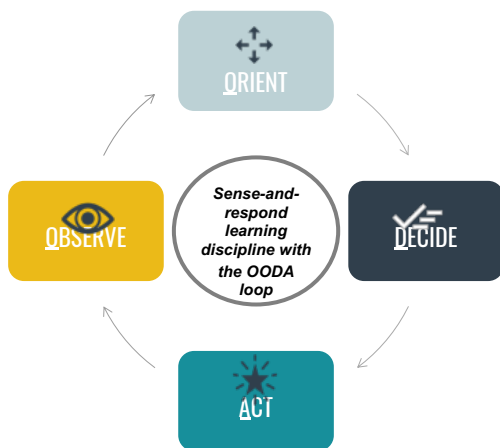 ORIENT
OBSERVE
Sense-and-
respond
learning
discipline with
the OODA
loop
DECIDE
ACT